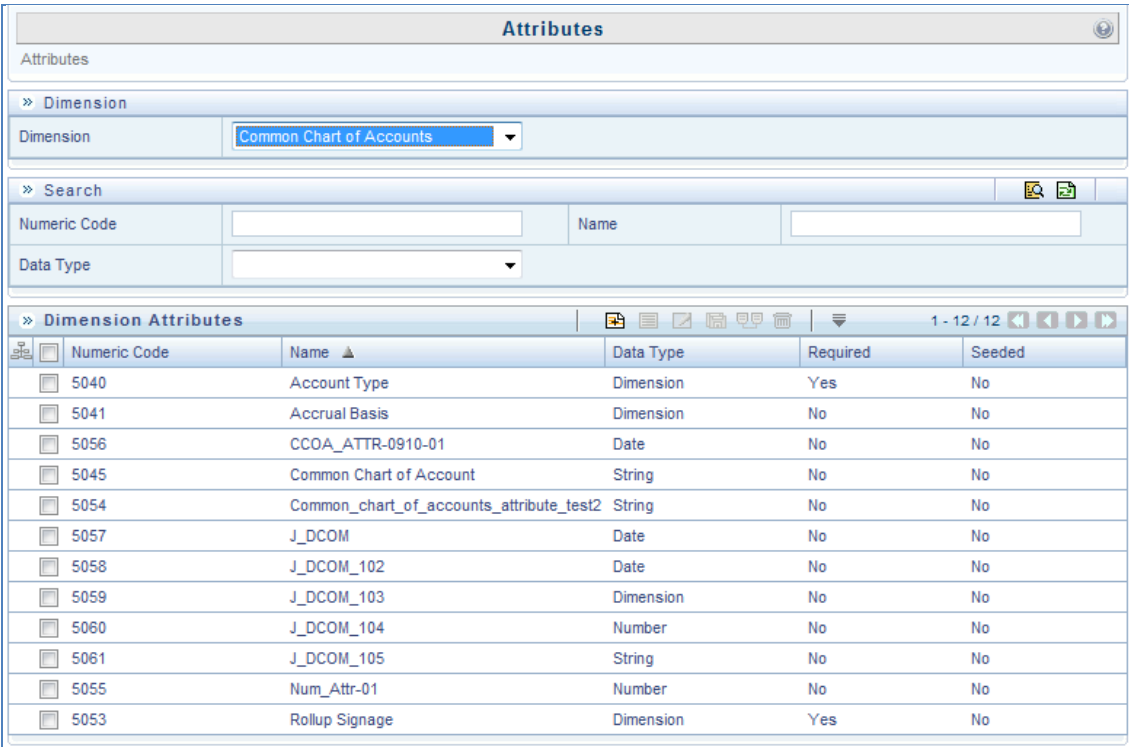 Attributes
Attributes
» Dimension
Dimension Common Chart of Accounts
» Search
Numeric Code Name
Data Type
» Dimension Attributes 1 - 12 / 12
Numeric Code Name Data Type Required Seeded
5040 Account Type Dimension Yes No
5041 Accrual Basis Dimension No No
5056 CCOA_ATTR-0910-01 Date No No
5045 Common Chart of Account String No No
5054 Common_chart_of_accounts_attribute_test2 String No No
5057 J_DCOM Date No No
5058 J_DCOM_102 Date No No
5059 J_DCOM_103 Dimension No No
5060 J_DCOM_104 Number No No
5061 J_DCOM_105 String No No
5055 Num_Attr-01 Number No No
5053 Rollup Signage Dimension Yes No